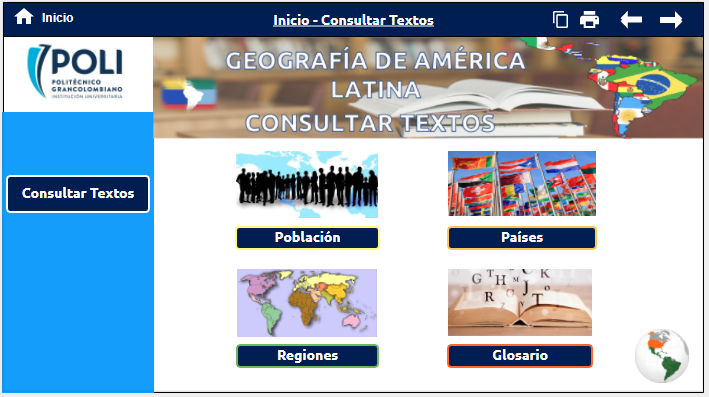 Inicio
Inicio - Consultar Textos
POLI
POLITÉCNICO
GRANCOLOMBIANO
INSTITUCIÓN UNIVERSITARIA
GEOGRAFÍA DE AMÉRICA
LATINA
CONSULTAR TEXTOS
Consultar Textos
Población
Países
G T H M C K
R O J T
Regiones
Glosario